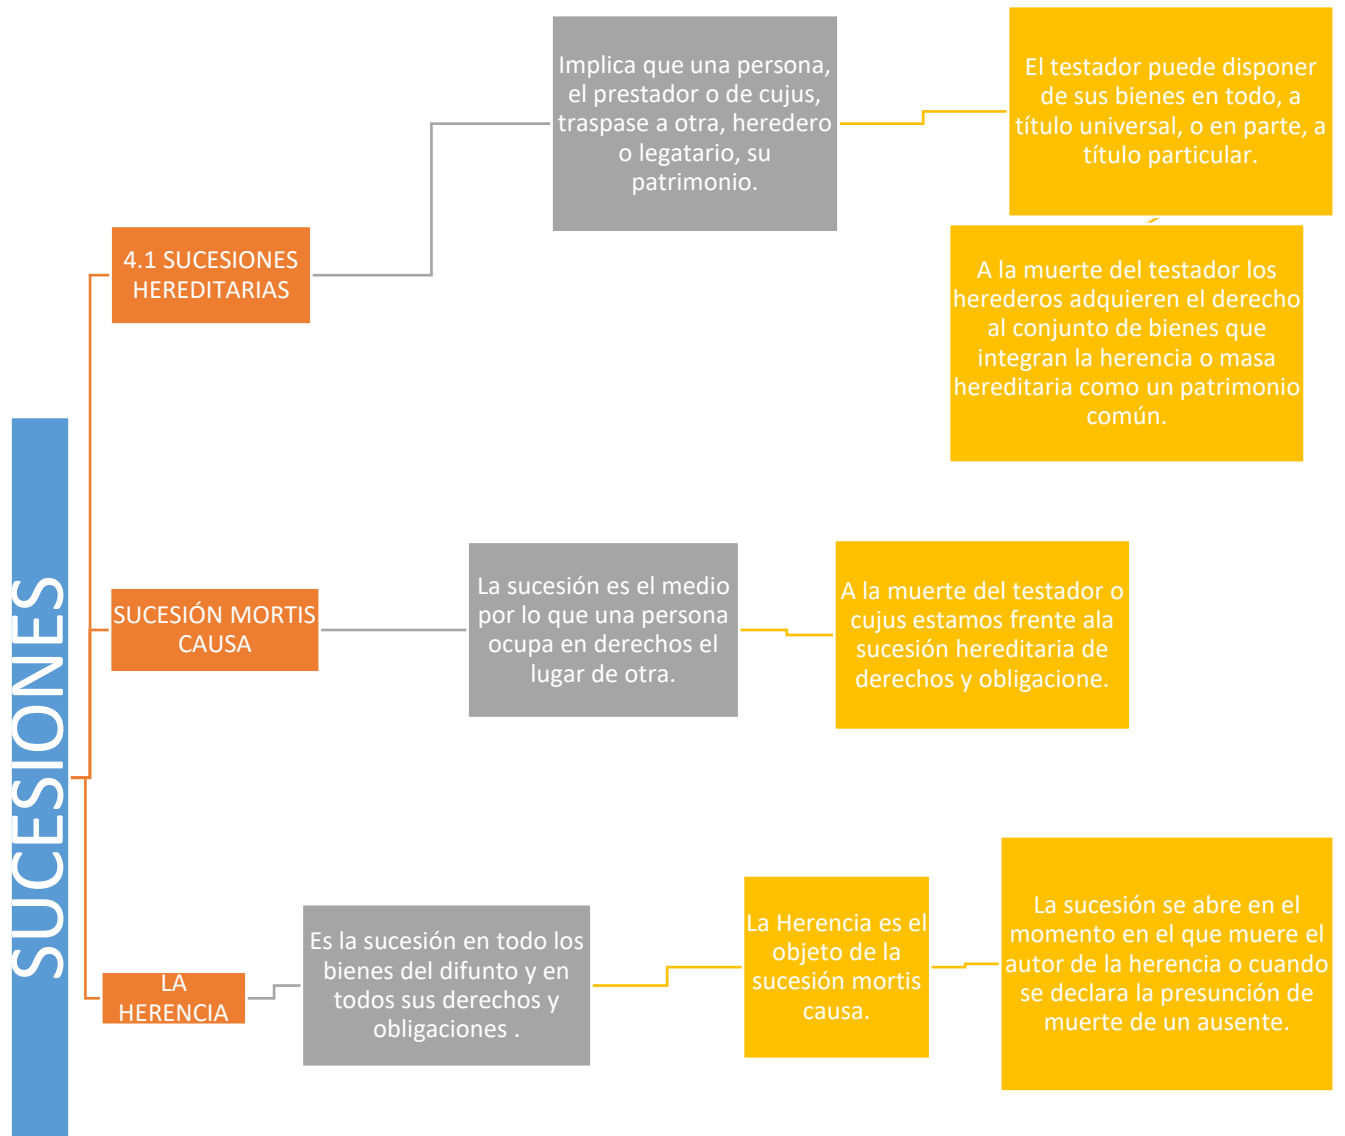 SUCESIONES
4.1 SUCESIONES
HEREDITARIAS
Implica que una persona,
el prestador o de cujus,
traspase a otra, heredero
o legatario, su
patrimonio.
El testador puede disponer
de sus bienes en todo, a
título universal, o en parte, a
título particular.
A la muerte del testador los
herederos adquieren el derecho
al conjunto de bienes que
integran la herencia o masa
hereditaria como un patrimonio
común.
SUCESIÓN MORTIS
CAUSA
La sucesión es el medio
por lo que una persona
ocupa en derechos el
lugar de otra.
A la muerte del testador o
cujus estamos frente ala
sucesión hereditaria de
derechos y obligacione.
LA
HERENCIA
Es la sucesión en todo los
bienes del difunto y en
todos sus derechos y
obligaciones .
La Herencia es el
objeto de la
sucesión mortis
causa.
La sucesión se abre en el
momento en el que muere el
autor de la herencia o cuando
se declara la presunción de
muerte de un ausente.